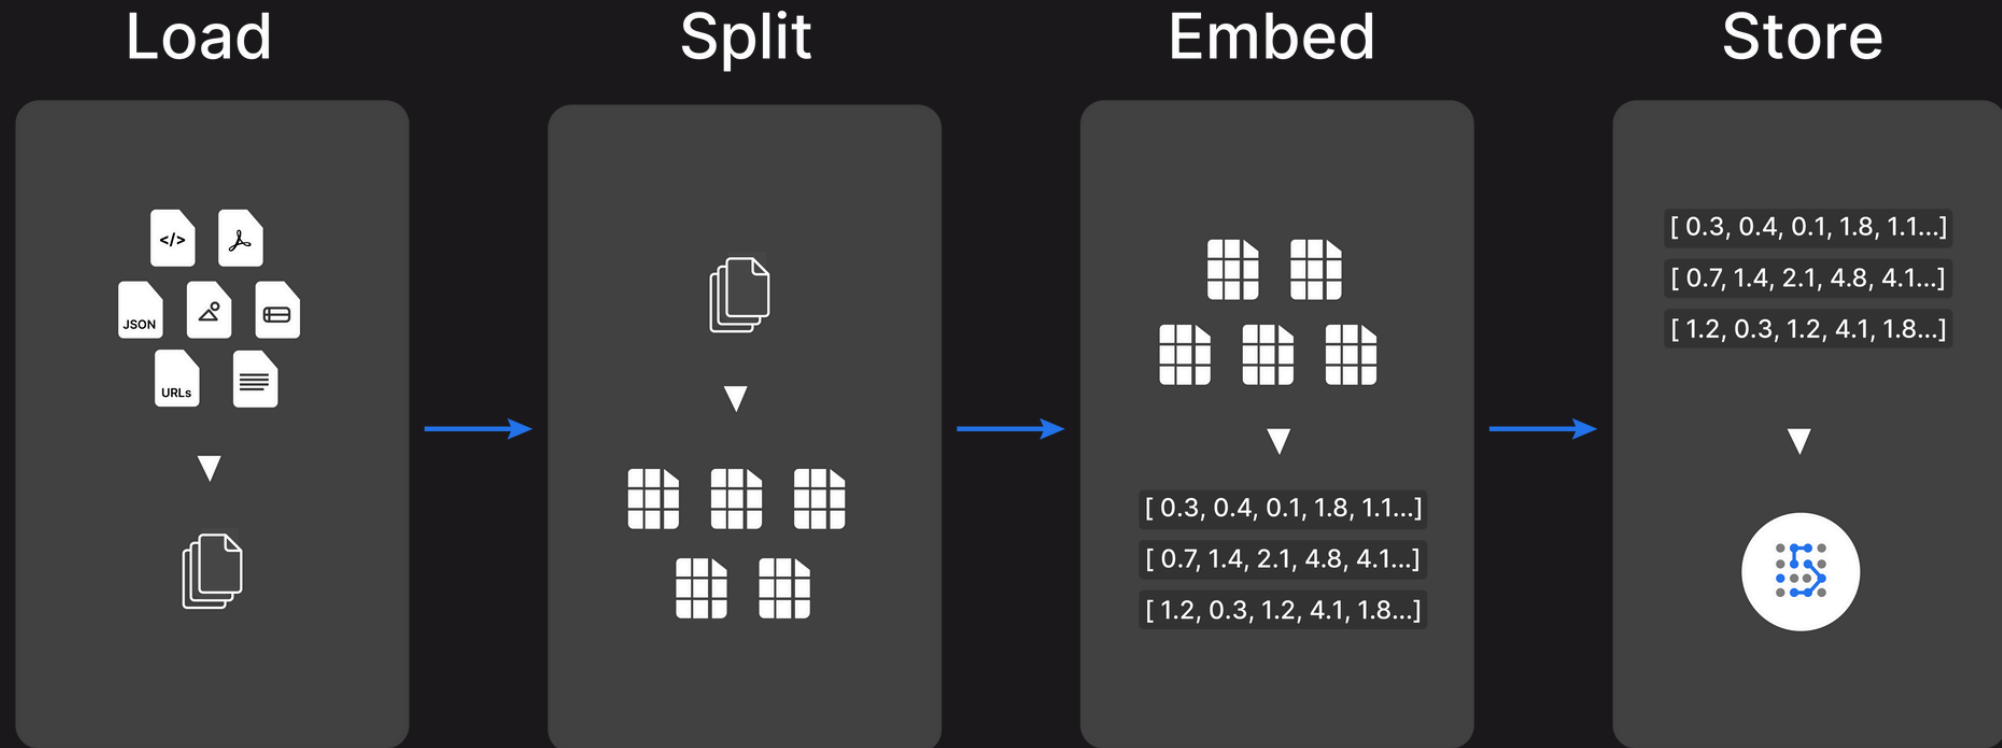 Load
Split
Embed
Store
</>
JSON
URLs
[ 0.3, 0.4, 0.1, 1.8, 1.1...]
[ 0.7, 1.4, 2.1, 4.8, 4.1...]
[ 1.2, 0.3, 1.2, 4.1, 1.8...]
[ 0.3, 0.4, 0.1, 1.8, 1.1...]
[ 0.7, 1.4, 2.1, 4.8, 4.1...]
[ 1.2, 0.3, 1.2, 4.1, 1.8...]